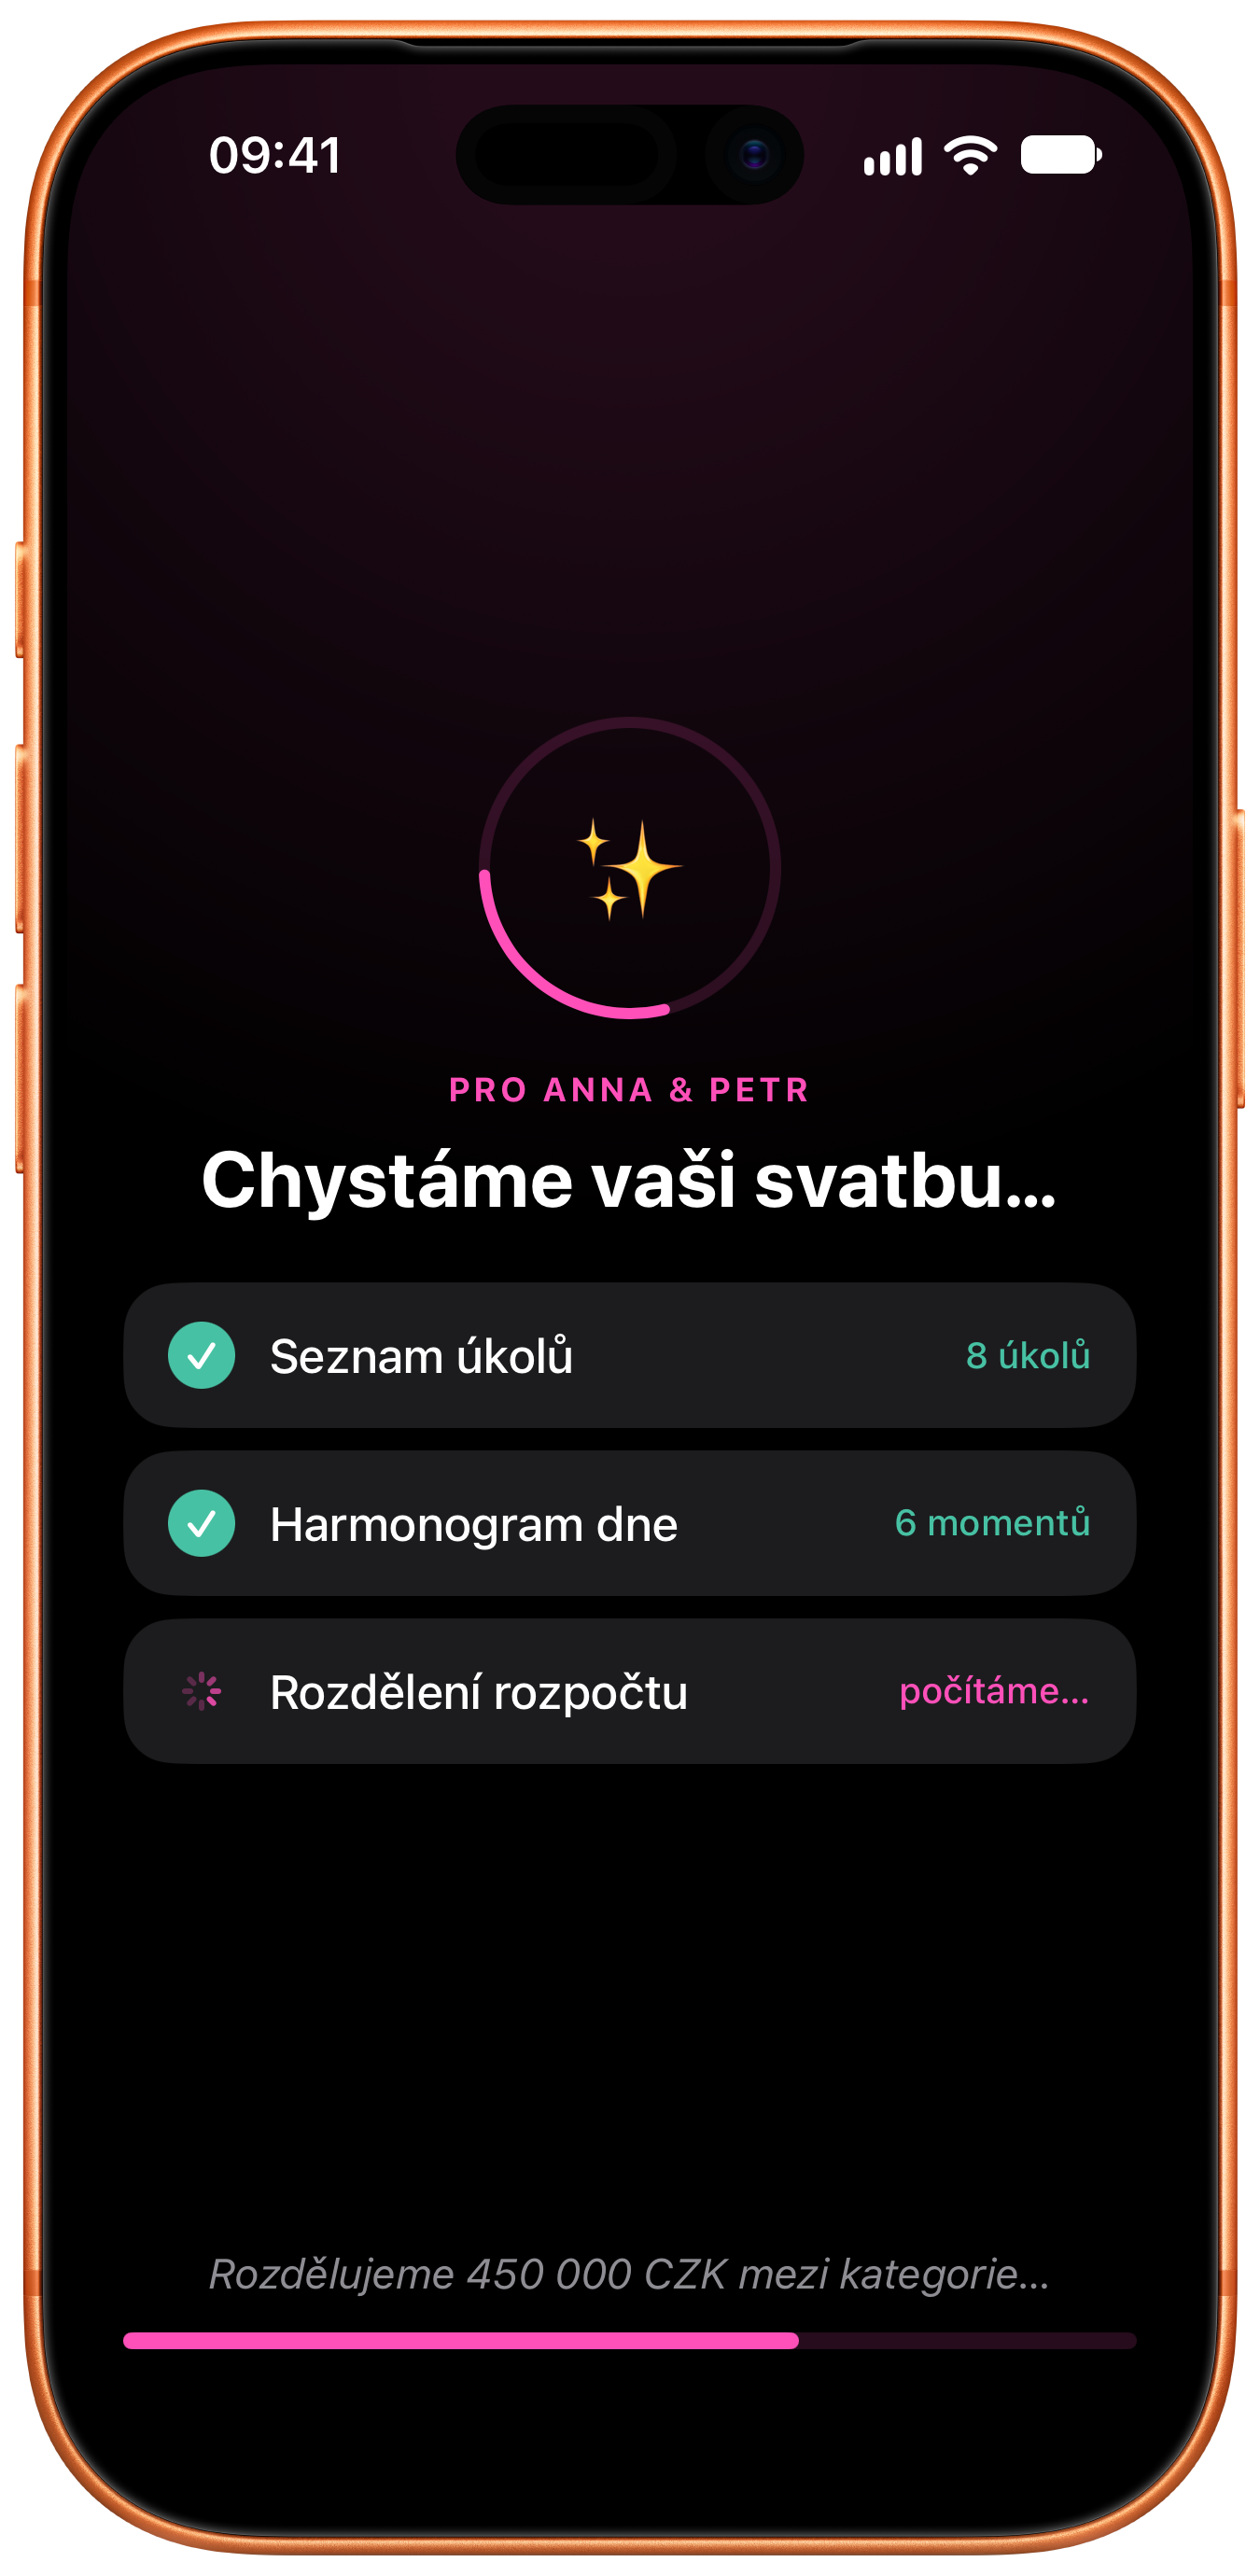 09:41
PRO ANNA & PETR
Chystáme vaši svatbu...
Seznam úkolů
8 úkolů
Harmonogram dne
6 momentů
Rozdělení rozpočtu
počítáme...
Rozdělujeme 450 000 CZK mezi kategorie...